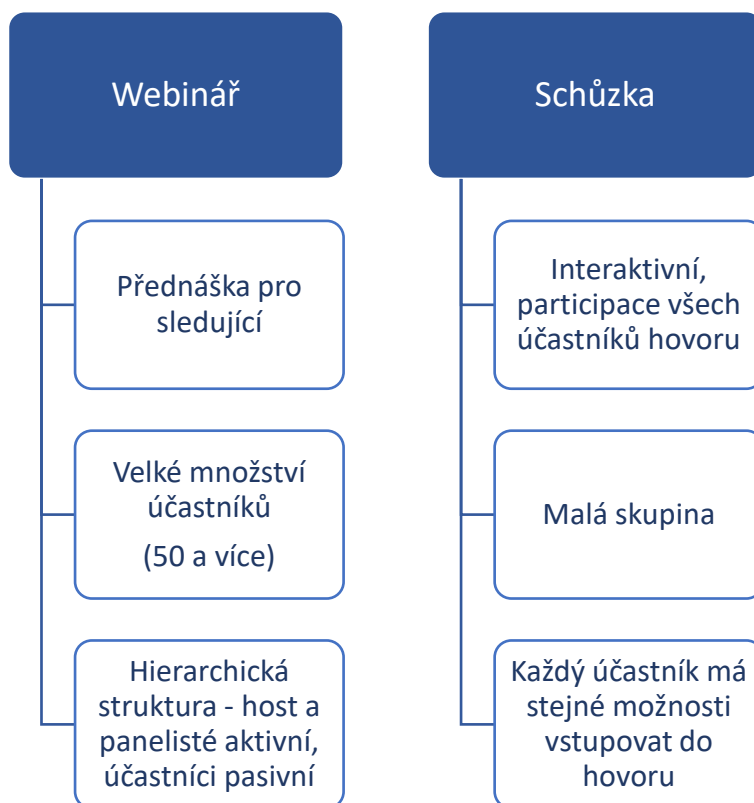 Webinář
Přednáška pro
sledující
Velké množství
účastníků
(50 a více)
Hierarchická
struktura - host a
panelisté aktivní,
účastníci pasivní
Schůzka
Interaktivní,
participace všech
účastníků hovoru
Malá skupina
Každý účastník má
stejné možnosti
vstupovat do
hovoru